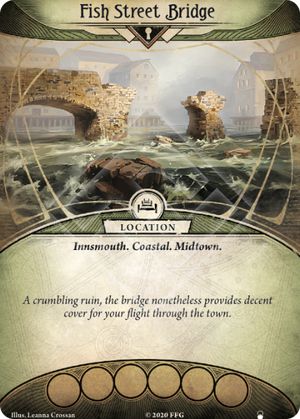 Fish Street Bridge
LOCATION
Innsmouth. Coastal. Midtown.
A crumbling ruin, the bridge nonetheless provides decent
cover for your flight through the town.
Illus. Leanna Crossan
© 2020 FFG